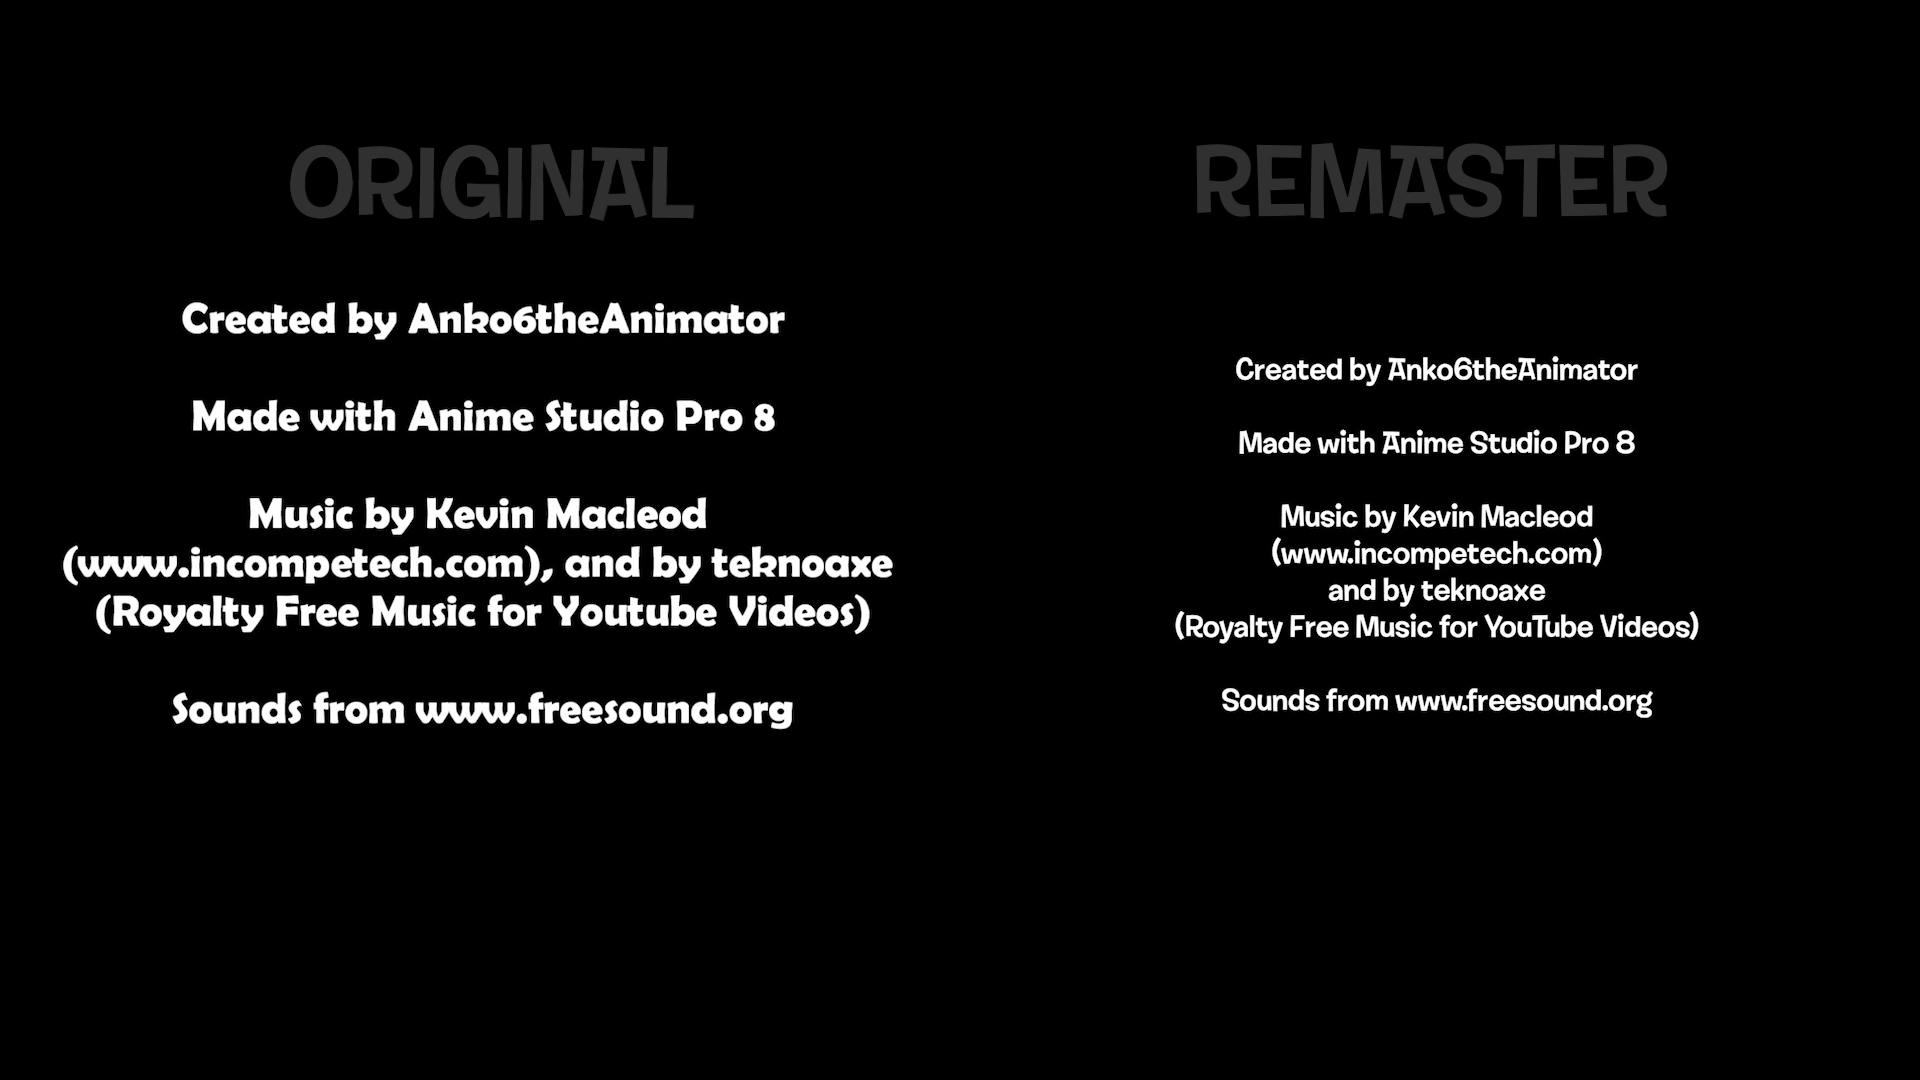 ORIGINAL
Created by Anko6theAnimator
Made with Anime Studio Pro 8
Music by Kevin Macleod
(www.incompetech.com), and by teknoaxe
(Royalty Free Music for Youtube Videos)
Sounds from www.freesound.org
REMASTER
Created by Anko6theAnimator
Made with Anime Studio Pro 8
Music by Kevin Macleod
(www.incompetech.com)
and by teknoaxe
(Royalty Free Music for YouTube Videos)
Sounds from www.freesound.org